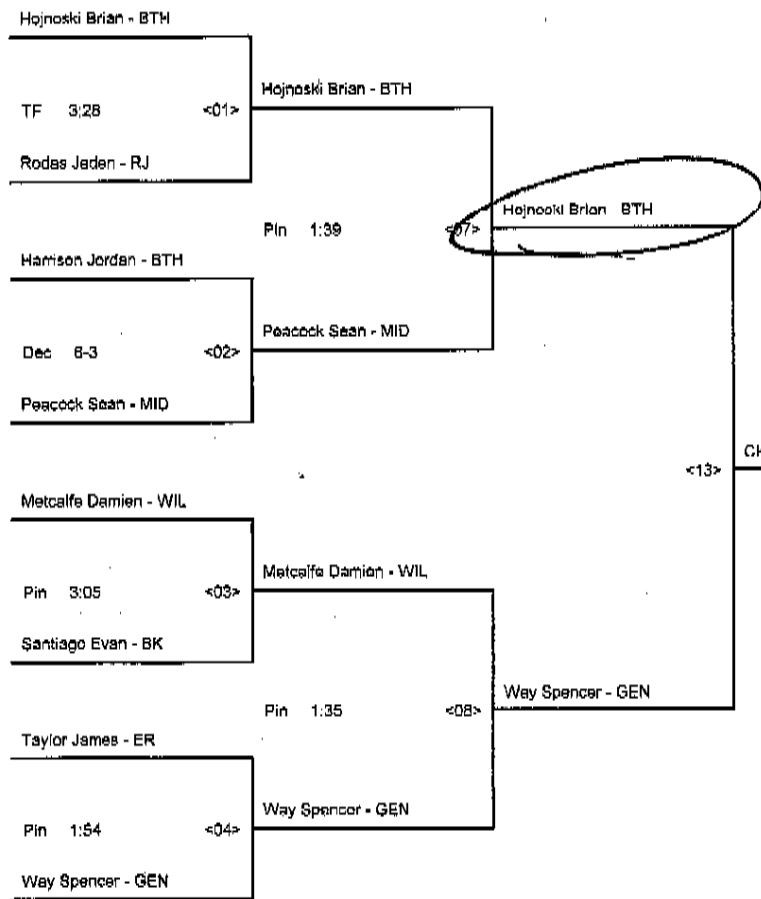 Hojnoski Brian - BTH
Hojnoski Brian - BTH
TF 3:28 <01>
Rodas Jaden - RJ
Hojnoski Brian - BTH
Pin 1:39 <07>
Harrison Jordan - BTH
Peacock Sean - MID
Dec 6-3 <02>
Peacock Sean - MID
CH
<13>
Metcalfe Damien - WIL
Metcalfe Damien - WIL
Pin 3:05 <03>
Santiago Evan - BK
Way Spencer - GEN
Pin 1:35 <08>
Taylor James - ER
Way Spencer - GEN
Pin 1:54 <04>
Way Spencer - GEN